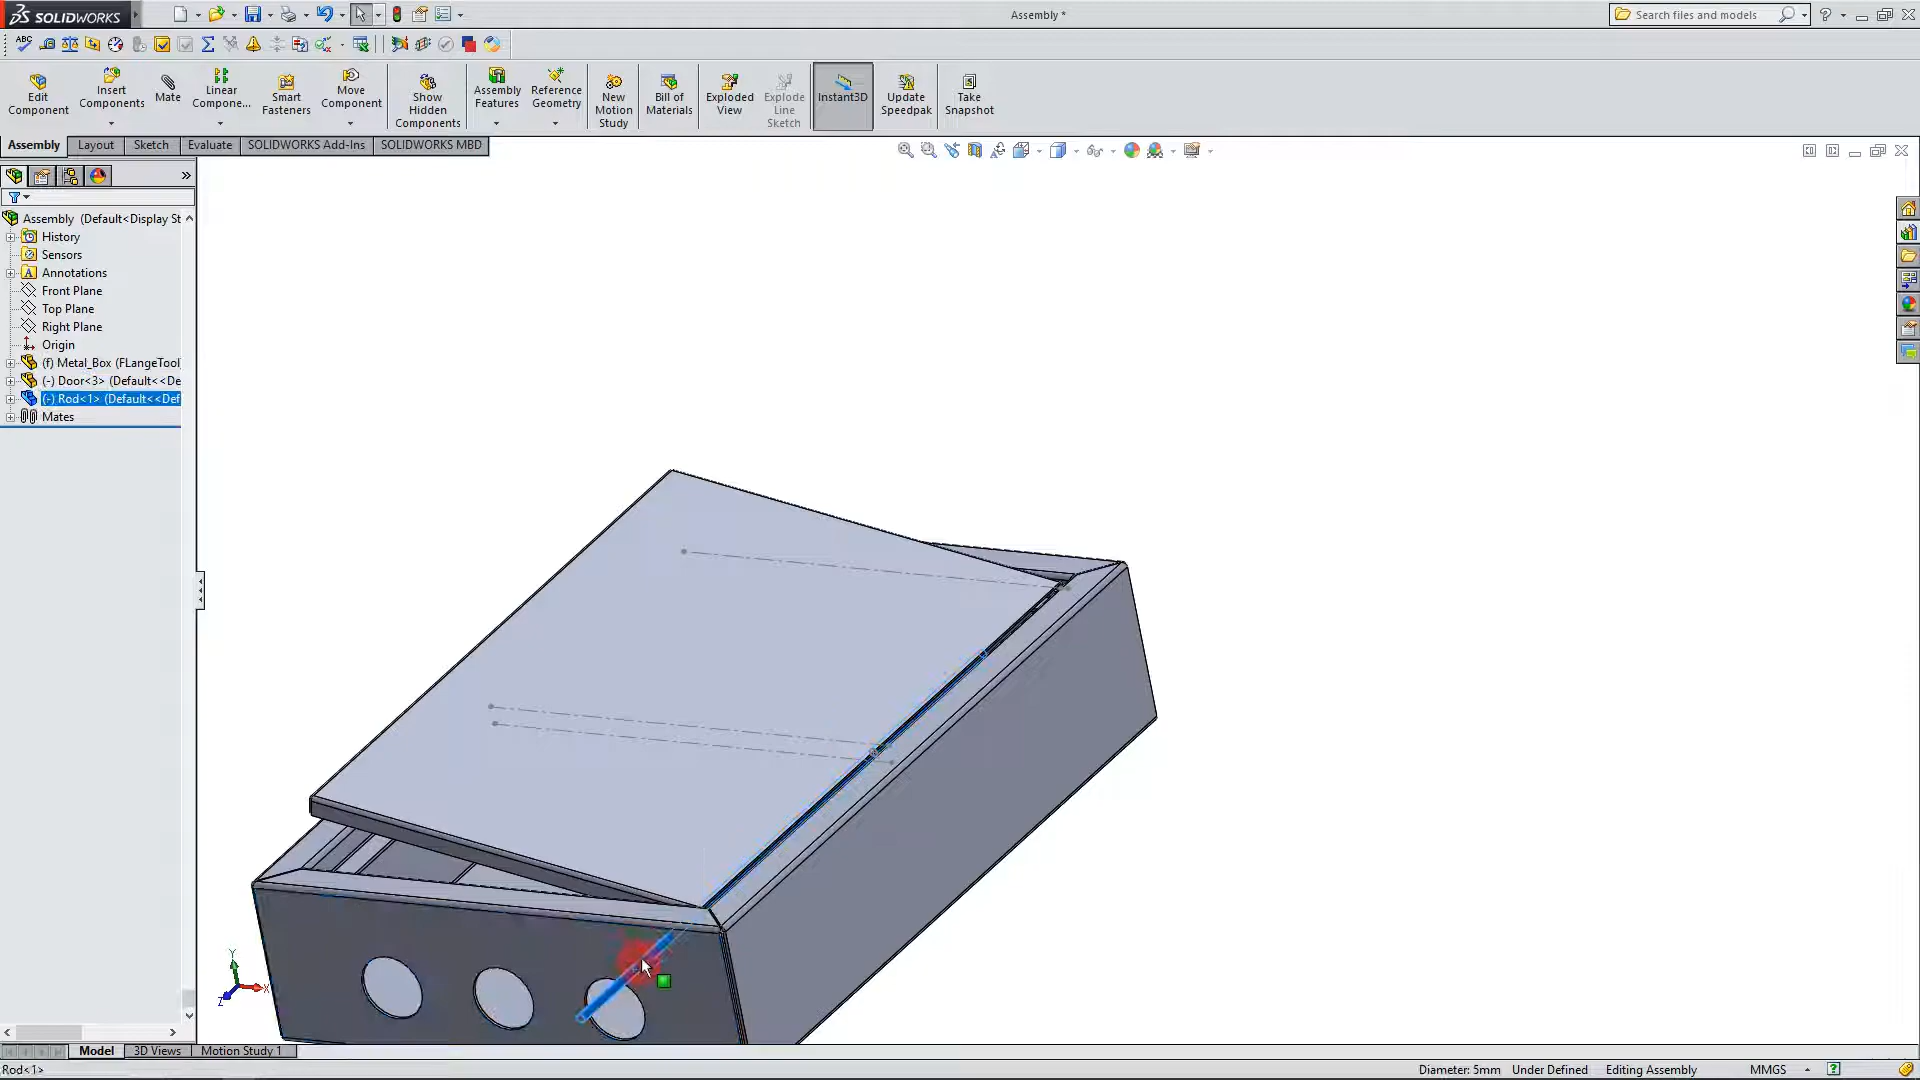 SOLIDWORKS
Assembly *
Search files and models
Edit Component
Insert Components
Mate
Linear Compone...
Smart Fasteners
Move Component
Show Hidden Components
Assembly Features
Reference Geometry
New Motion Study
Bill of Materials
Exploded View
Explode Line Sketch
Instant3D
Update Speedpak
Take Snapshot
Assembly
Layout
Sketch
Evaluate
SOLIDWORKS Add-Ins
SOLIDWORKS MBD
Assembly (Default<Display St
History
Sensors
Annotations
Front Plane
Top Plane
Right Plane
Origin
(f) Metal_Box (FLangeTool
(-) Door<3> (Default<<De
(-) Rod<1> (Default<<Def
Mates
Y
X
Z
Model
3D Views
Motion Study 1
Rod<1>
Diameter: 5mm
Under Defined
Editing Assembly
MMGS